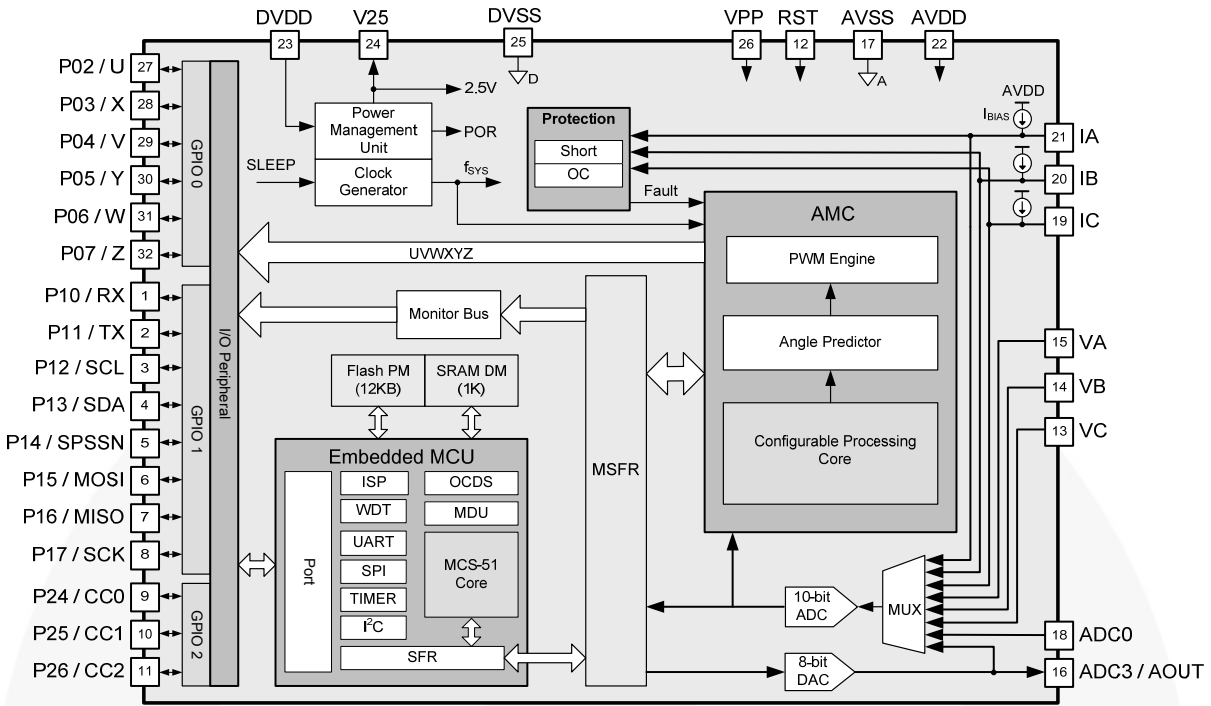 DVDD
V25
DVSS
VPP
RST
AVSS
AVDD
23
24
25
26
12
17
22
D
A
P02 / U
27
P03 / X
28
P04 / V
29
P05 / Y
30
P06 / W
31
P07 / Z
32
P10 / RX
1
P11 / TX
2
P12 / SCL
3
P13 / SDA
4
P14 / SPSSN
5
P15 / MOSI
6
P16 / MISO
7
P17 / SCK
8
P24 / CC0
9
P25 / CC1
10
P26 / CC2
11
GPIO 0
GPIO 1
GPIO 2
I/O Peripheral
2.5V
Power
Management
Unit
POR
SLEEP
Clock
Generator
fSYS
Protection
Short
OC
Fault
AVDD
IBIAS
21
IA
20
IB
19
IC
UVWXYZ
AMC
PWM Engine
Angle Predictor
Configurable Processing
Core
Monitor Bus
Flash PM
(12KB)
SRAM DM
(1K)
MSFR
Embedded MCU
Port
ISP
WDT
UART
SPI
TIMER
I2C
OCDS
MDU
MCS-51
Core
SFR
10-bit
ADC
8-bit
DAC
MUX
15
VA
14
VB
13
VC
18
ADC0
16
ADC3 / AOUT